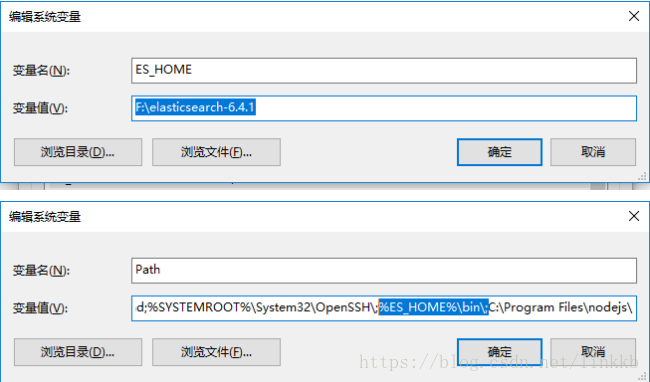 编辑系统变量
变量名(N):
ES_HOME
变量值(V):
F:\elasticsearch-6.4.1
浏览目录(D)...
浏览文件(F)...
确定
取消
编辑系统变量
变量名(N):
Path
变量值(V):
d;%SYSTEMROOT%\System32\OpenSSH\;%ES_HOME%\bin\;C:\Program Files\nodejs\
浏览目录(D)...
浏览文件(F)...
确定
取消
https://blog.csdn.net/linkkb